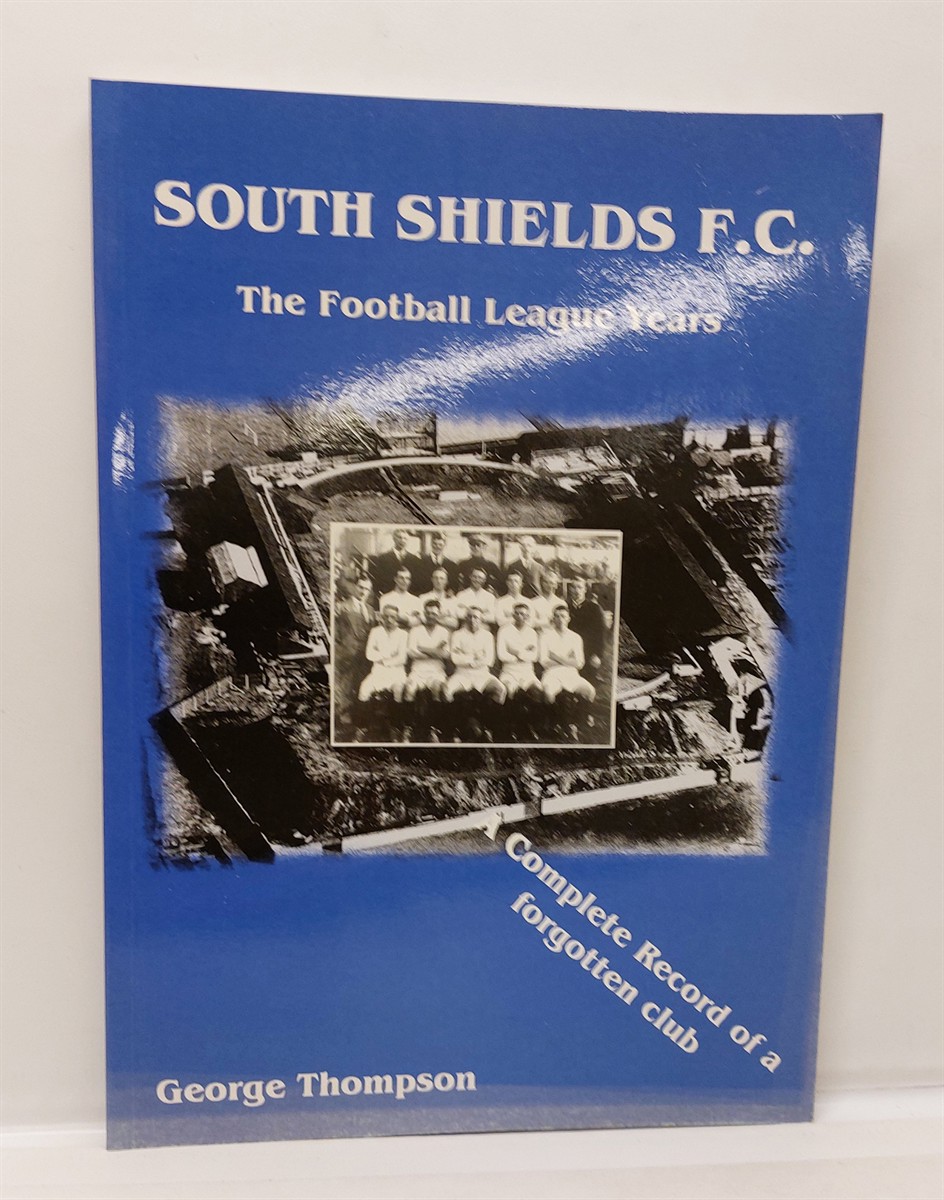 SOUTH SHIELDS F.C.
The Football League Years
A Complete Record of a
forgotten club
George Thompson